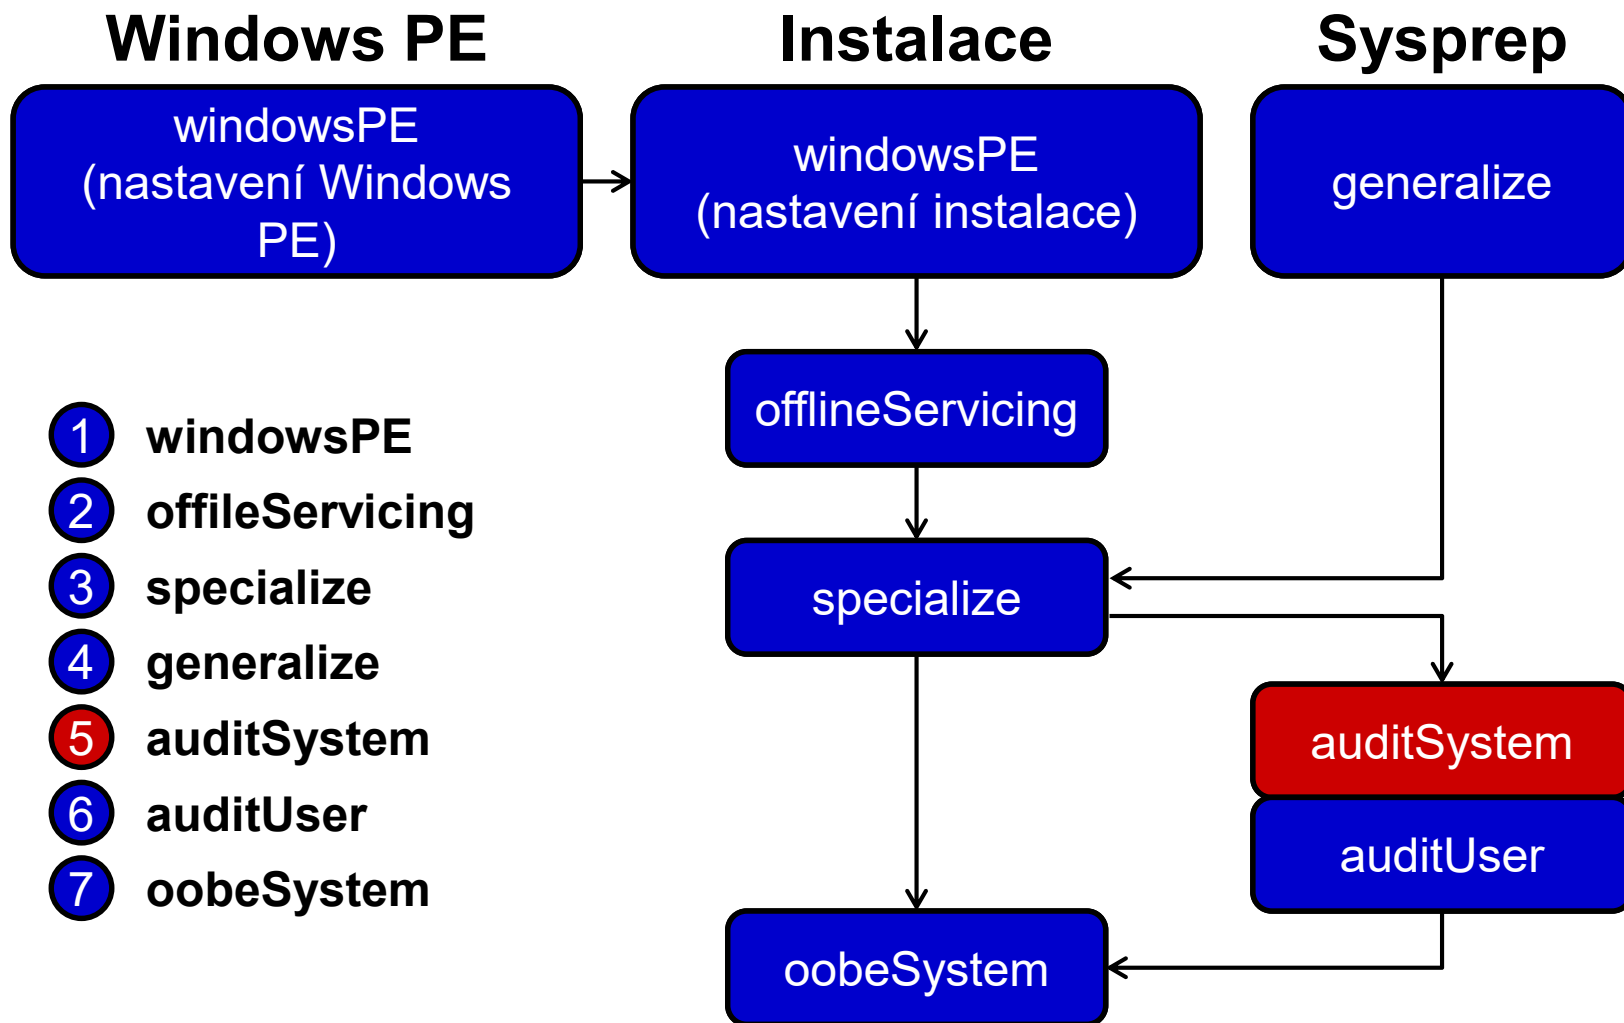 Windows PE
Instalace
Sysprep
windowsPE
(nastavení Windows
PE)
windowsPE
(nastavení instalace)
generalize
offlineServicing
1 windowsPE
2 offileServicing
3 specialize
4 generalize
5 auditSystem
6 auditUser
7 oobeSystem
specialize
auditSystem
auditUser
oobeSystem